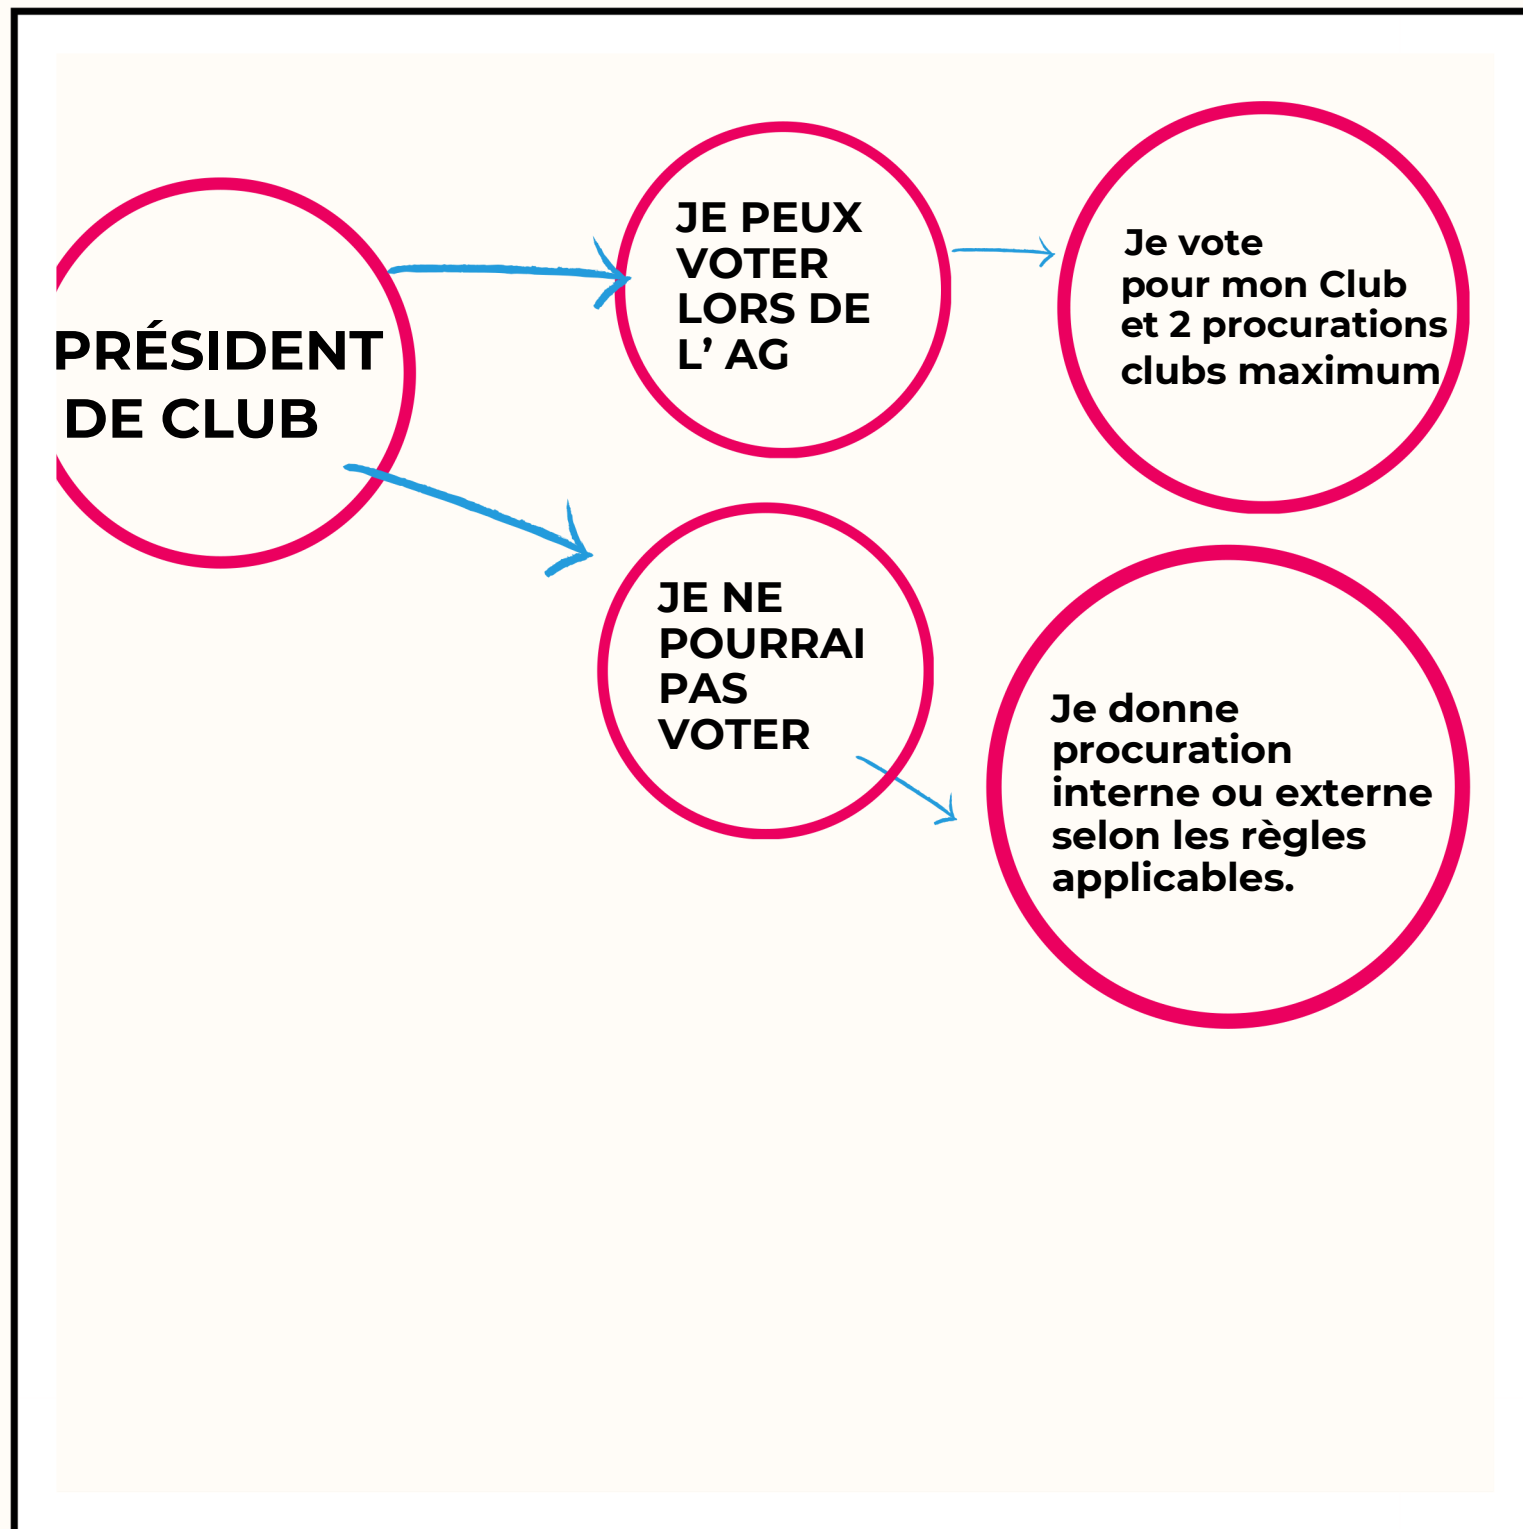 PRÉSIDENT
DE CLUB
JE PEUX
VOTER
LORS DE
L’ AG
Je vote
pour mon Club
et 2 procurations
clubs maximum
JE NE
POURRAI
PAS
VOTER
Je donne
procuration
interne ou externe
selon les règles
applicables.